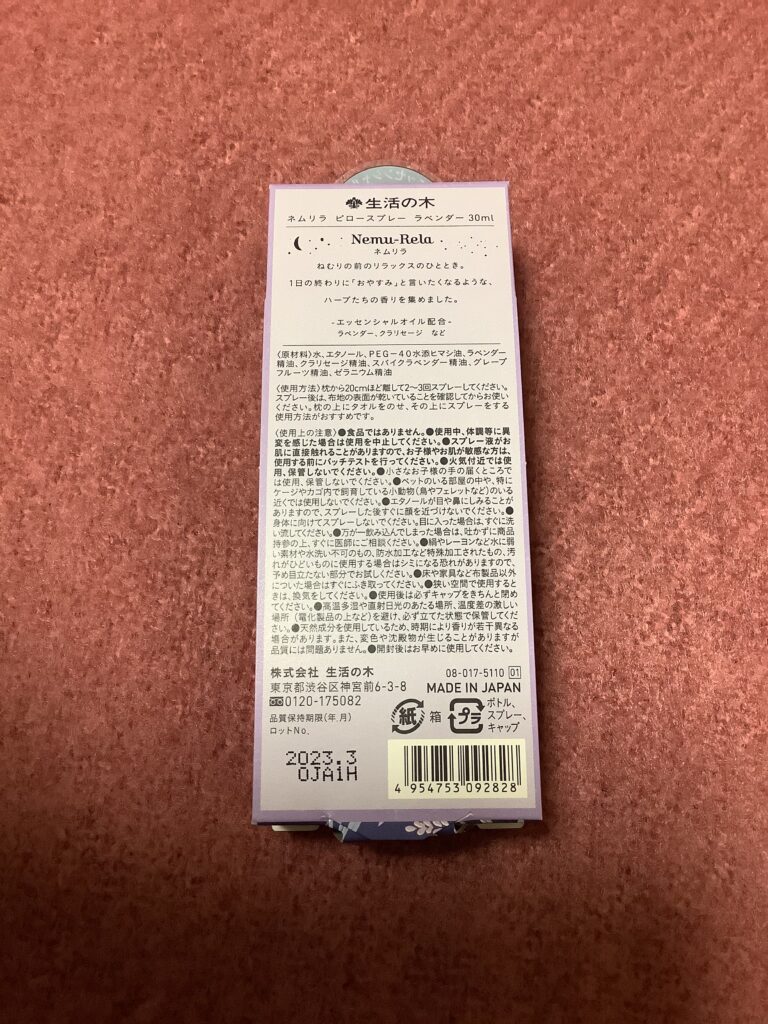 生活の木
ネムリラ ピロースプレー ラベンダー 30ml
Nemu-Rela
ネムリラ
ねむりの前のリラックスのひととき。
1日の終わりに「おやすみ」と言いたくなるような、
ハーブたちの香りを集めました。
-エッセンシャルオイル配合-
ラベンダー、クラリセージ など
〈原材料〉水、エタノール、PEG-40水添ヒマシ油、ラベンダー
精油、クラリセージ精油、スパイクラベンダー精油、グレープ
フルーツ精油、ゼラニウム精油
〈使用方法〉枕から20cmほど離して2〜3回スプレーしてください。
スプレー後は、布地の表面が乾いていることを確認してからお使い
ください。枕の上にタオルをのせ、その上にスプレーをする
使用方法がおすすめです。
〈使用上の注意〉●食品ではありません。●使用中、体調等に異
変を感じた場合は使用を中止してください。●スプレー液がお
肌に直接触れることがありますので、お子様やお肌が敏感な方は、
使用する前にパッチテストを行ってください。●火気付近では使
用、保管しないでください。●小さなお子様の手の届くところで
は使用、保管しないでください。●ペットのいる部屋の中や、特に
ケージやカゴ内で飼育している小動物(鳥やフェレットなど)のいる
近くでは使用しないでください。●エタノールが目や鼻にしみることが
ありますので、スプレーした後すぐに顔を近づけないでください。●
身体に向けてスプレーしないでください。目に入った場合は、すぐに洗
い流してください。●万が一飲み込んでしまった場合は、吐かずに商品
持参の上、すぐに医師にご相談ください。●絹やレーヨンなど水に弱
い素材や水洗い不可のもの、防水加工など特殊加工されたもの、汚
れがひどいものに使用する場合はシミになる恐れがありますので、
予め目立たない部分でお試しください。●床や家具など布製品以外
についた場合はすぐにふき取ってください。●狭い空間で使用すると
きは、換気をしてください。●使用後は必ずキャップをきちんと閉め
てください。●高温多湿や直射日光のあたる場所、温度差の激しい
場所(電化製品の上など)を避け、必ず立てた状態で保管してくだ
さい。●天然成分を使用しているため、時期により香りが若干異なる
場合があります。また、変色や沈殿物が生じることがありますが
品質には問題ありません。●開封後はお早めに使用してください。
株式会社 生活の木
08-017-5110 01
東京都渋谷区神宮前6-3-8
MADE IN JAPAN
0120-175082
紙 箱 プラ ボトル、
スプレー、
キャップ
品質保持期限(年.月)
ロットNo.
2023.3
OJA1H
4 954753 092828